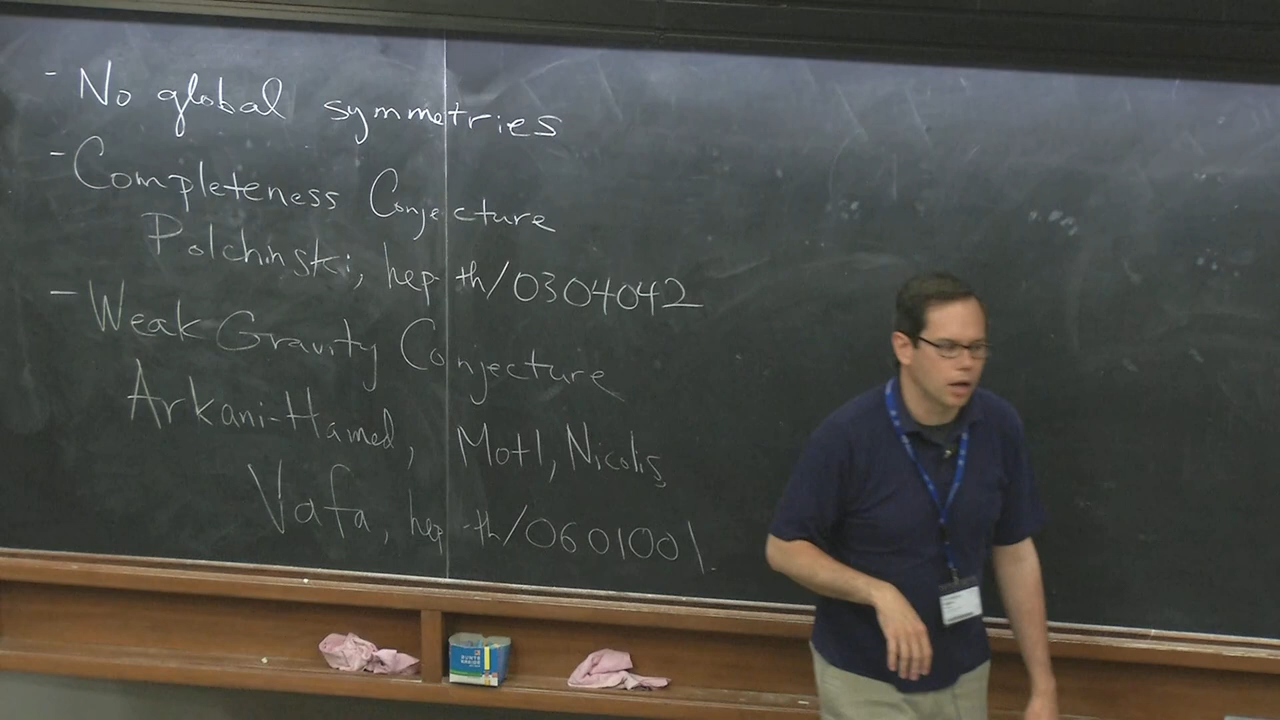 - No global symmetries
- Completeness Conjecture
Polchinski, hep-th/0304042
- Weak Gravity Conjecture
Arkani-Hamed, Motl, Nicolis,
Vafa, hep-th/0601001.